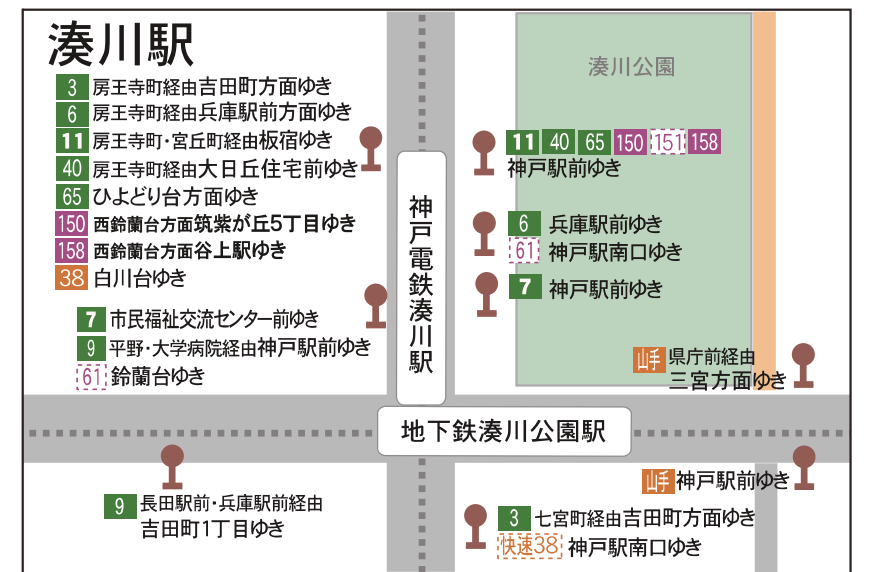 湊川駅
3 房王寺町経由吉田町方面ゆき
6 房王寺町経由兵庫駅前方面ゆき
11 房王寺町・宮丘町経由板宿ゆき
40 房王寺町経由大日丘住宅前ゆき
65 ひよどり台方面ゆき
150 西鈴蘭台方面筑紫が丘5丁目ゆき
158 西鈴蘭台方面谷上駅ゆき
38 白川台ゆき
7 市民福祉交流センター前ゆき
9 平野・大学病院経由神戸駅前ゆき
61 鈴蘭台ゆき
神戸電鉄湊川駅
湊川公園
11 40 65 150 151 158
神戸駅前ゆき
6 兵庫駅前ゆき
61 神戸駅南口ゆき
7 神戸駅前ゆき
山手 県庁前経由
三宮方面ゆき
地下鉄湊川公園駅
9 長田駅前・兵庫駅前経由
吉田町1丁目ゆき
山手 神戸駅前ゆき
3 七宮町経由吉田町方面ゆき
快速38 神戸駅南口ゆき